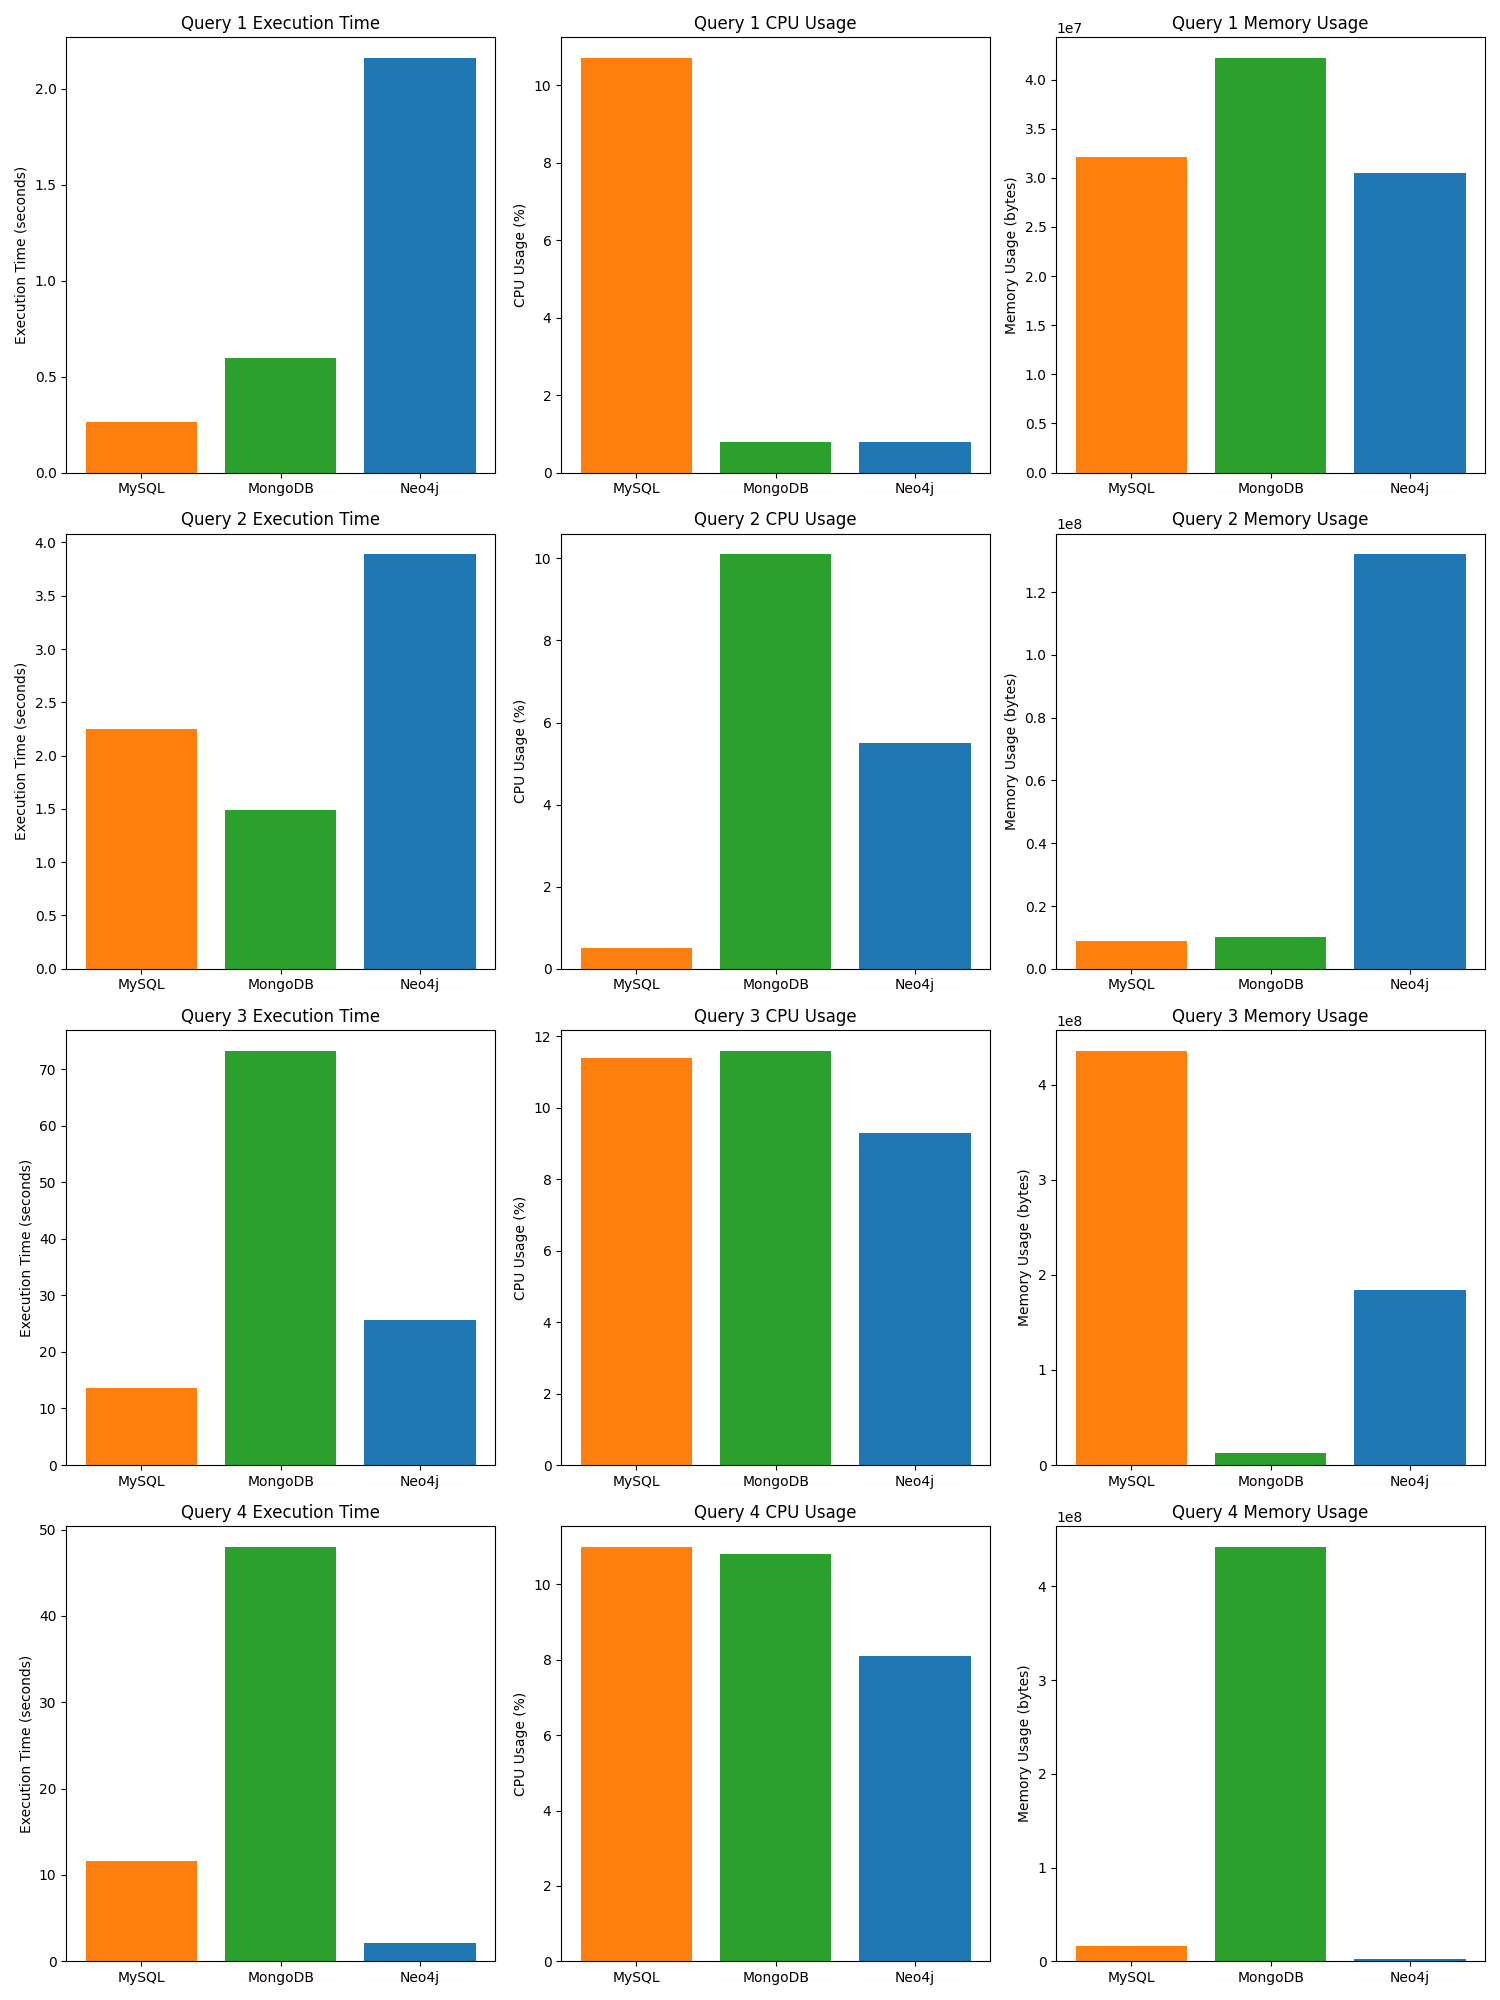 Query 1 Execution Time
Execution Time (seconds)
2.0
1.5
1.0
0.5
0.0
MySQL MongoDB Neo4j
Query 1 CPU Usage
CPU Usage (%)
10
8
6
4
2
0
MySQL MongoDB Neo4j
Query 1 Memory Usage
1e7
Memory Usage (bytes)
4.0
3.5
3.0
2.5
2.0
1.5
1.0
0.5
0.0
MySQL MongoDB Neo4j
Query 2 Execution Time
Execution Time (seconds)
4.0
3.5
3.0
2.5
2.0
1.5
1.0
0.5
0.0
MySQL MongoDB Neo4j
Query 2 CPU Usage
CPU Usage (%)
10
8
6
4
2
0
MySQL MongoDB Neo4j
Query 2 Memory Usage
1e8
Memory Usage (bytes)
1.2
1.0
0.8
0.6
0.4
0.2
0.0
MySQL MongoDB Neo4j
Query 3 Execution Time
Execution Time (seconds)
70
60
50
40
30
20
10
0
MySQL MongoDB Neo4j
Query 3 CPU Usage
CPU Usage (%)
12
10
8
6
4
2
0
MySQL MongoDB Neo4j
Query 3 Memory Usage
1e8
Memory Usage (bytes)
4
3
2
1
0
MySQL MongoDB Neo4j
Query 4 Execution Time
Execution Time (seconds)
50
40
30
20
10
0
MySQL MongoDB Neo4j
Query 4 CPU Usage
CPU Usage (%)
10
8
6
4
2
0
MySQL MongoDB Neo4j
Query 4 Memory Usage
1e8
Memory Usage (bytes)
4
3
2
1
0
MySQL MongoDB Neo4j